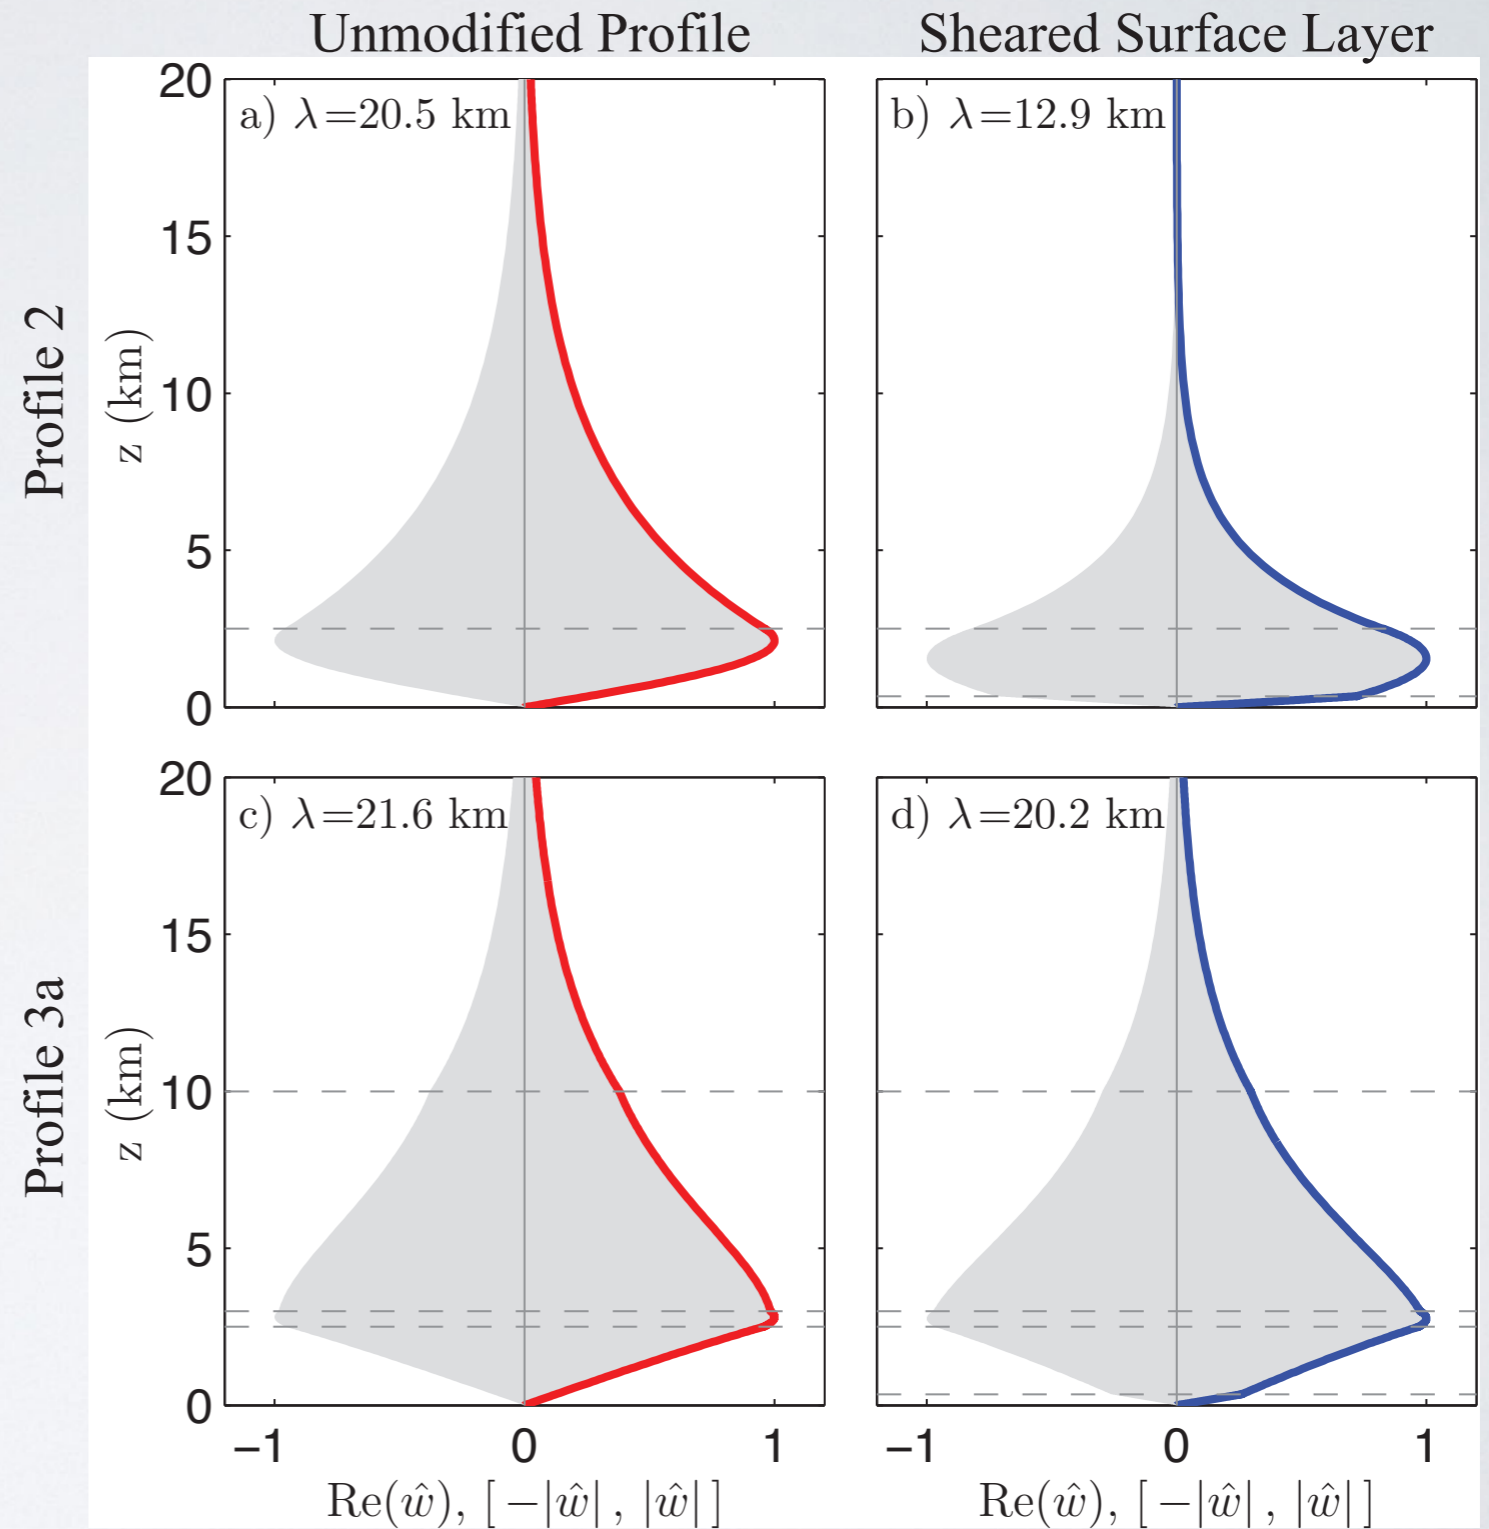 Unmodified Profile
Sheared Surface Layer
Profile 2
z (km)
20
15
10
5
0
a) λ=20.5 km
b) λ=12.9 km
Profile 3a
z (km)
20
15
10
5
0
c) λ=21.6 km
d) λ=20.2 km
−1 0 1
−1 0 1
Re(ŵ), [−|ŵ|, |ŵ|]
Re(ŵ), [−|ŵ|, |ŵ|]